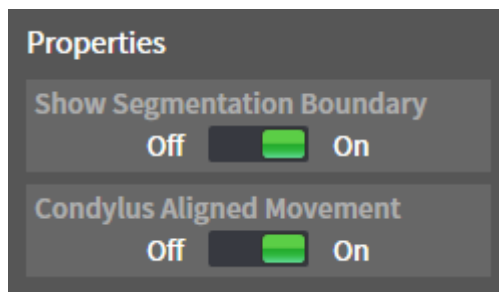 Properties
Show Segmentation Boundary
Off On
Condylus Aligned Movement
Off On